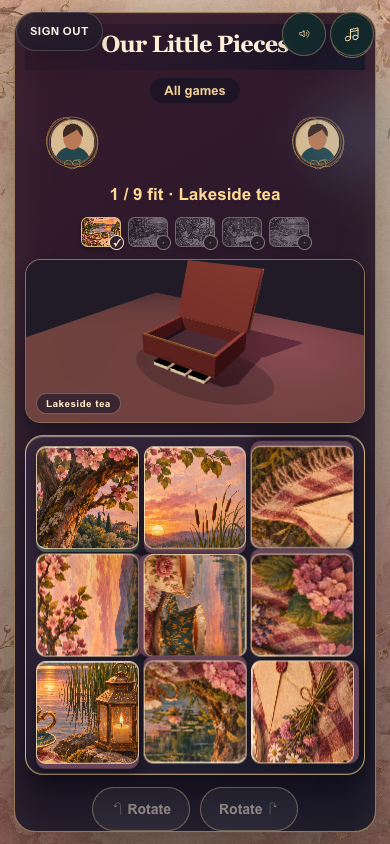 SIGN OUT
Our Little Pieces
All games
1 / 9 fit · Lakeside tea
Lakeside tea
Rotate
Rotate